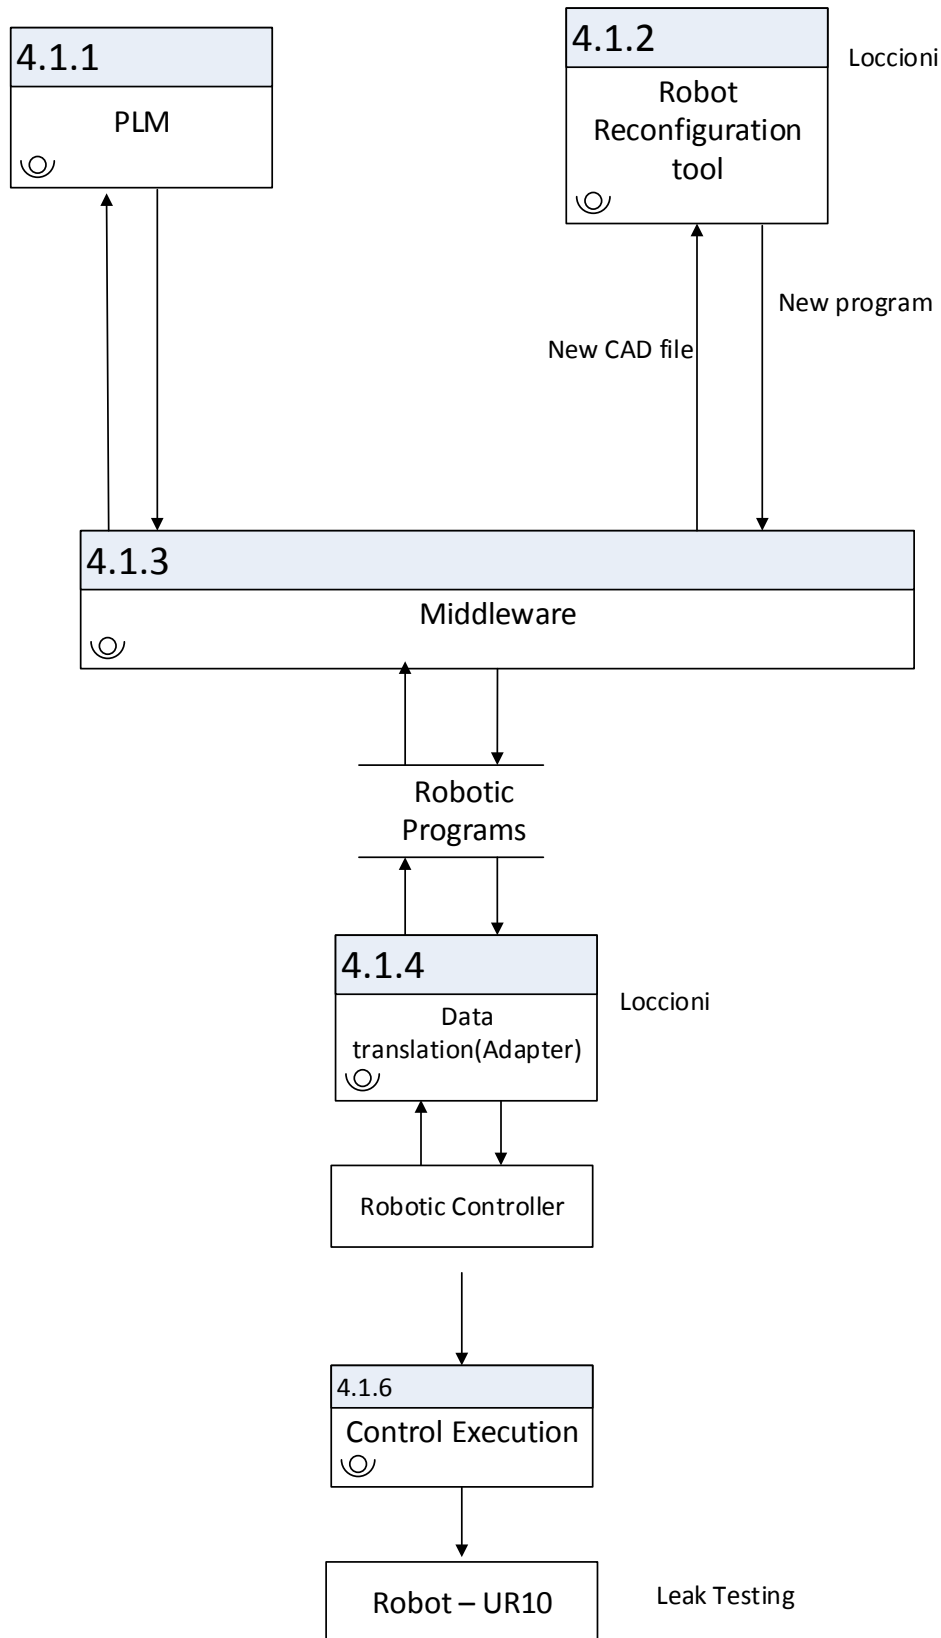 4.1.1
PLM
4.1.2
Robot
Reconfiguration
tool
Loccioni
New program
New CAD file
4.1.3
Middleware
Robotic
Programs
4.1.4
Data
translation(Adapter)
Loccioni
Robotic Controller
4.1.6
Control Execution
Robot – UR10
Leak Testing